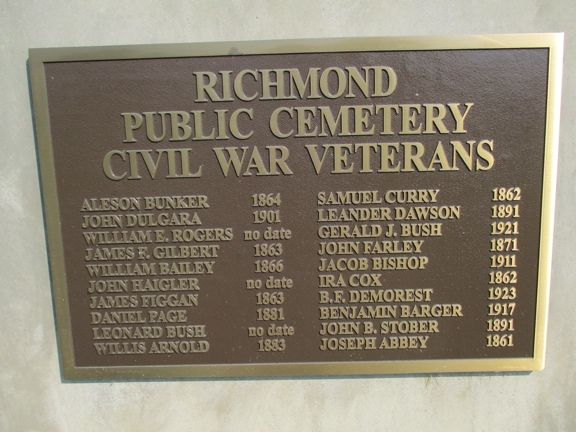 RICHMOND
PUBLIC CEMETERY
CIVIL WAR VETERANS
ALESON BUNKER 1864
JOHN DULGARA 1901
WILLIAM E. ROGERS no date
JAMES F. GILBERT 1863
WILLIAM BAILEY 1866
JOHN HAIGLER no date
JAMES FIGGAN 1863
DANIEL PAGE 1881
LEONARD BUSH no date
WILLIS ARNOLD 1883
SAMUEL CURRY 1862
LEANDER DAWSON 1891
GERALD J. BUSH 1921
JOHN FARLEY 1871
JACOB BISHOP 1911
IRA COX 1862
B.F. DEMOREST 1923
BENJAMIN BARGER 1917
JOHN B. STOBER 1891
JOSEPH ABBEY 1861